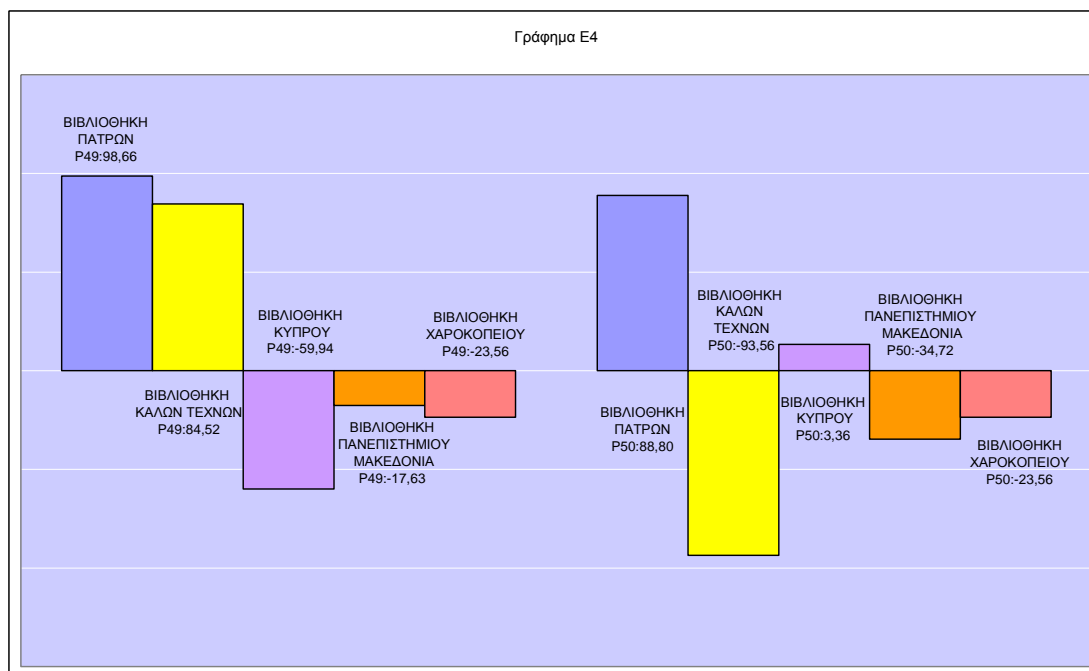 Γράφημα Ε4
ΒΙΒΛΙΟΘΗΚΗ
ΠΑΤΡΩΝ
P49:98,66
ΒΙΒΛΙΟΘΗΚΗ
ΚΑΛΩΝ ΤΕΧΝΩΝ
P49:84,52
ΒΙΒΛΙΟΘΗΚΗ
ΚΥΠΡΟΥ
P49:-59,94
ΒΙΒΛΙΟΘΗΚΗ
ΠΑΝΕΠΙΣΤΗΜΙΟΥ
ΜΑΚΕΔΟΝΙΑ
P49:-17,63
ΒΙΒΛΙΟΘΗΚΗ
ΧΑΡΟΚΟΠΕΙΟΥ
P49:-23,56
ΒΙΒΛΙΟΘΗΚΗ
ΠΑΤΡΩΝ
P50:88,80
ΒΙΒΛΙΟΘΗΚΗ
ΚΑΛΩΝ
ΤΕΧΝΩΝ
P50:-93,56
ΒΙΒΛΙΟΘΗΚΗ
ΚΥΠΡΟΥ
P50:3,36
ΒΙΒΛΙΟΘΗΚΗ
ΠΑΝΕΠΙΣΤΗΜΙΟΥ
ΜΑΚΕΔΟΝΙΑ
P50:-34,72
ΒΙΒΛΙΟΘΗΚΗ
ΧΑΡΟΚΟΠΕΙΟΥ
P50:-23,56